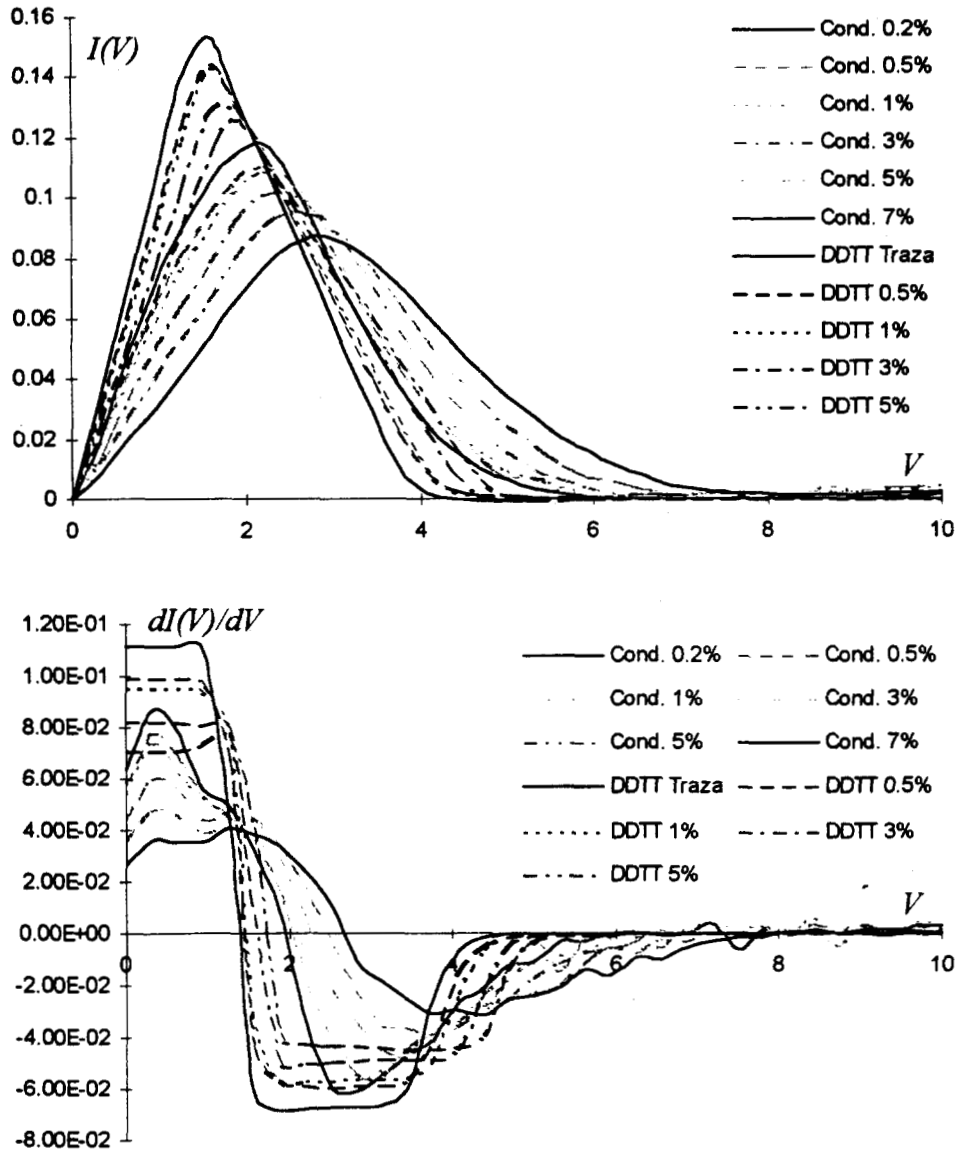 0.16
I(V)
0.14
0.12
0.1
0.08
0.06
0.04
0.02
0
0 2 4 6 8 10
V
Cond. 0.2%
Cond. 0.5%
Cond. 1%
Cond. 3%
Cond. 5%
Cond. 7%
DDTT Traza
DDTT 0.5%
DDTT 1%
DDTT 3%
DDTT 5%
dI(V)/dV
1.20E-01
1.00E-01
8.00E-02
6.00E-02
4.00E-02
2.00E-02
0.00E+00
-2.00E-02
-4.00E-02
-6.00E-02
-8.00E-02
0 2 4 6 8 10
V
Cond. 0.2% Cond. 0.5%
Cond. 1% Cond. 3%
Cond. 5% Cond. 7%
DDTT Traza DDTT 0.5%
DDTT 1% DDTT 3%
DDTT 5%